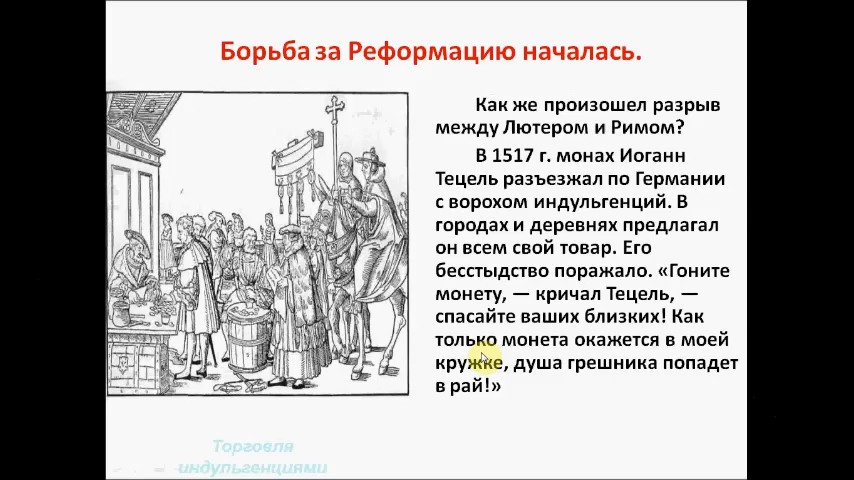 Борьба за Реформацию началась.
Как же произошел разрыв
между Лютером и Римом?
В 1517 г. монах Иоганн
Тецель разъезжал по Германии
с ворохом индульгенций. В
городах и деревнях предлагал
он всем свой товар. Его
бесстыдство поражало. «Гоните
монету, — кричал Тецель, —
спасайте ваших близких! Как
только монета окажется в моей
кружке, душа грешника попадет
в рай!»
Торговля
индульгенциями